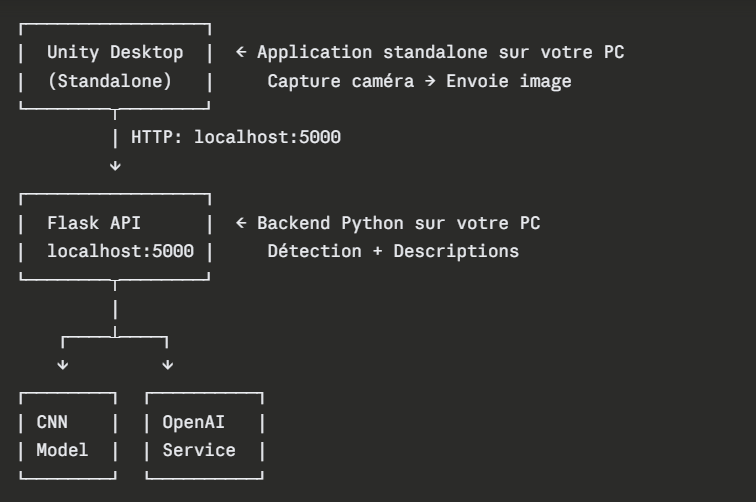 Unity Desktop ← Application standalone sur votre PC
(Standalone) Capture caméra → Envoie image
HTTP: localhost:5000
Flask API ← Backend Python sur votre PC
localhost:5000 Détection + Descriptions
CNN OpenAI
Model Service